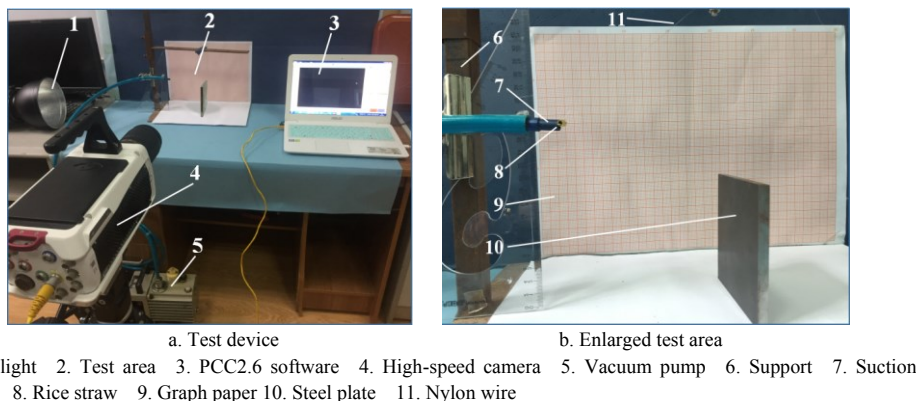 1 2 3
4
5
11
6
7
8
9
10
a. Test device b. Enlarged test area
light 2. Test area 3. PCC2.6 software 4. High-speed camera 5. Vacuum pump 6. Support 7. Suction
8. Rice straw 9. Graph paper 10. Steel plate 11. Nylon wire